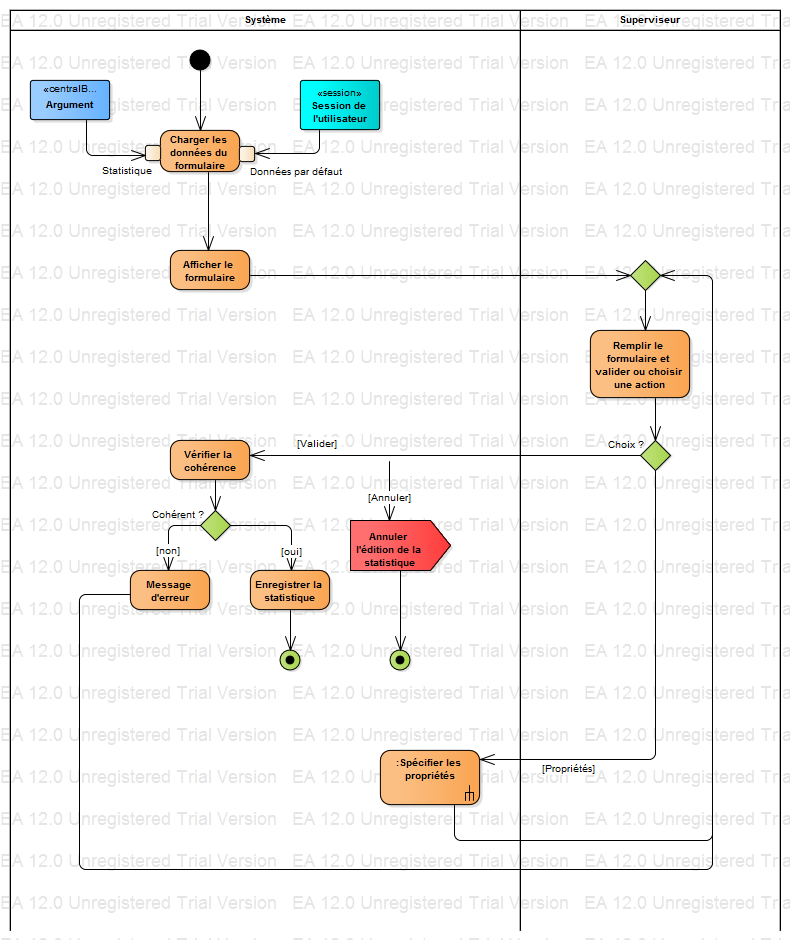 Système
Superviseur
EA 12.0 Unregistered Trial Version
«centralB...
Argument
«session»
Session de
l'utilisateur
Charger les
données du
formulaire
Statistique
Données par défaut
Afficher le
formulaire
Remplir le
formulaire et
valider ou choisir
une action
Choix ?
[Valider]
Vérifier la
cohérence
[Annuler]
Cohérent ?
Annuler
l'édition de la
statistique
[non]
[oui]
Message
d'erreur
Enregistrer la
statistique
:Spécifier les
propriétés
[Propriétés]